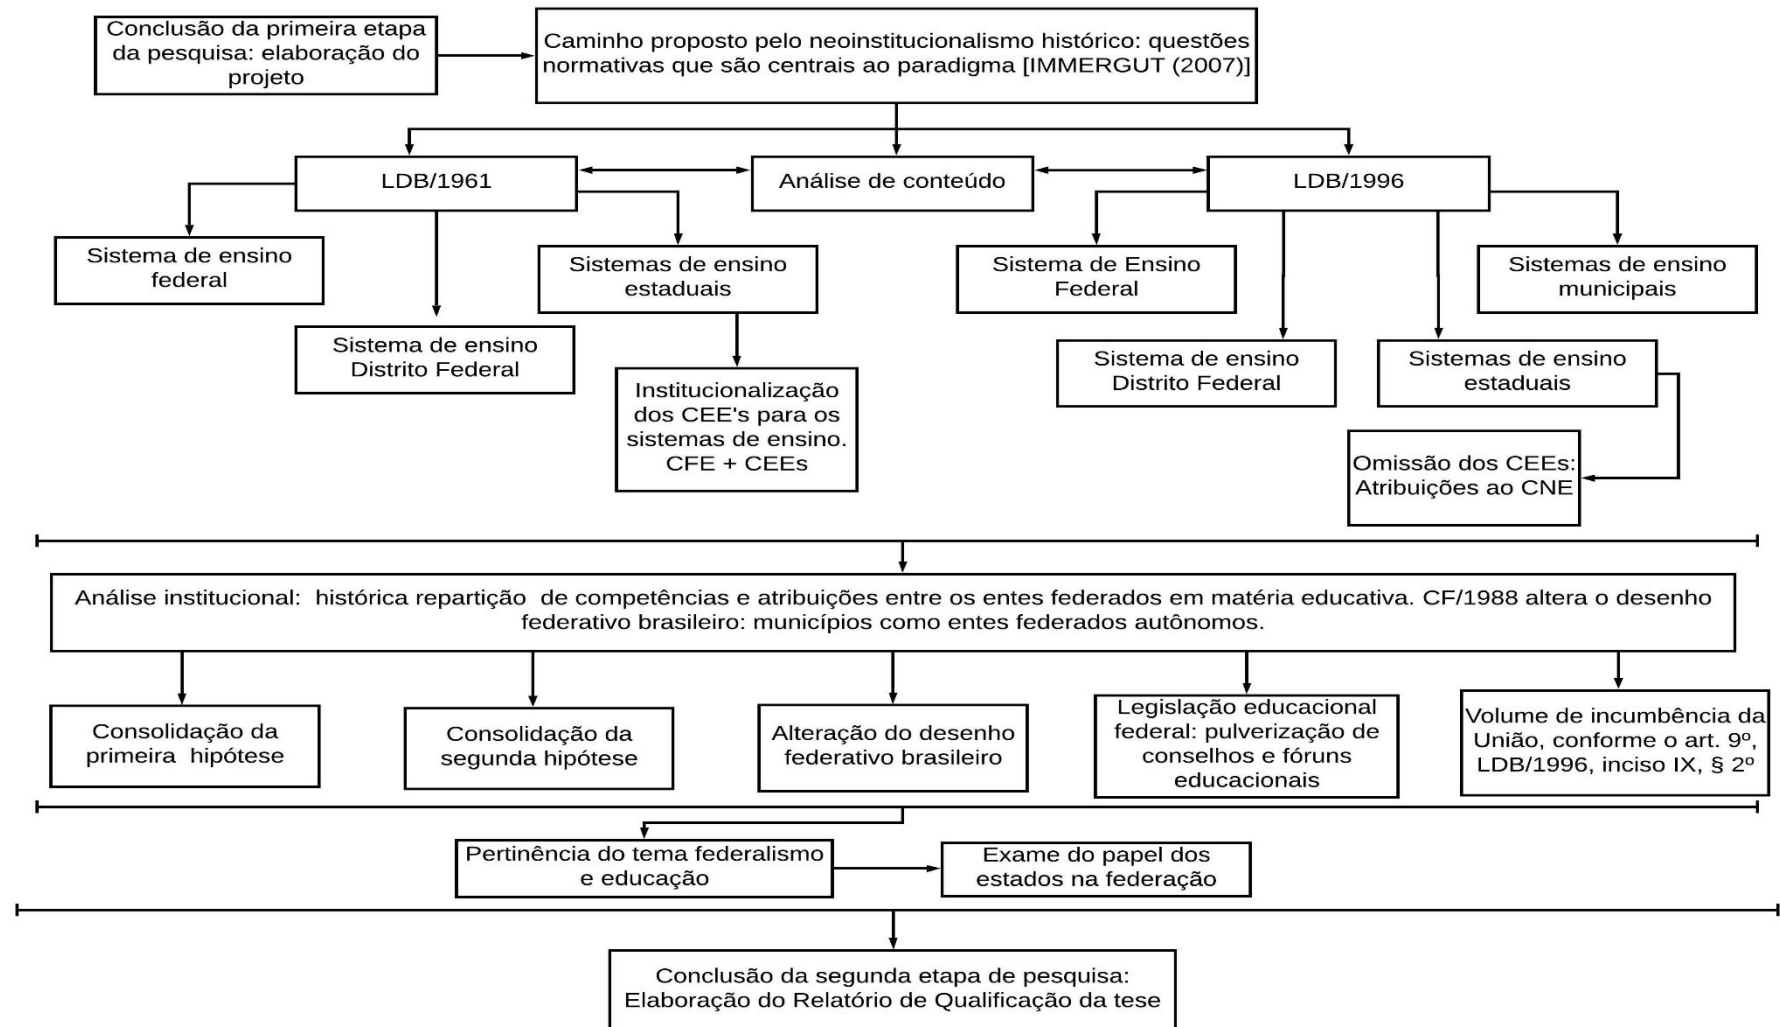 Conclusão da primeira etapa
da pesquisa: elaboração do
projeto
Caminho proposto pelo neoinstitucionalismo histórico: questões
normativas que são centrais ao paradigma [IMMERGUT (2007)]
LDB/1961
Análise de conteúdo
LDB/1996
Sistema de ensino
federal
Sistemas de ensino
estaduais
Sistema de Ensino
Federal
Sistemas de ensino
municipais
Sistema de ensino
Distrito Federal
Sistema de ensino
Distrito Federal
Sistemas de ensino
estaduais
Institucionalização
dos CEE's para os
sistemas de ensino.
CFE + CEEs
Omissão dos CEEs:
Atribuições ao CNE
Análise institucional:  histórica repartição  de competências e atribuições entre os entes federados em matéria educativa. CF/1988 altera o desenho
federativo brasileiro: municípios como entes federados autônomos.
Consolidação da
primeira  hipótese
Consolidação da
segunda hipótese
Alteração do desenho
federativo brasileiro
Legislação educacional
federal: pulverização de
conselhos e fóruns
educacionais
Volume de incumbência da
União, conforme o art. 9º,
LDB/1996, inciso IX, § 2º
Pertinência do tema federalismo
e educação
Exame do papel dos
estados na federação
Conclusão da segunda etapa de pesquisa:
Elaboração do Relatório de Qualificação da tese